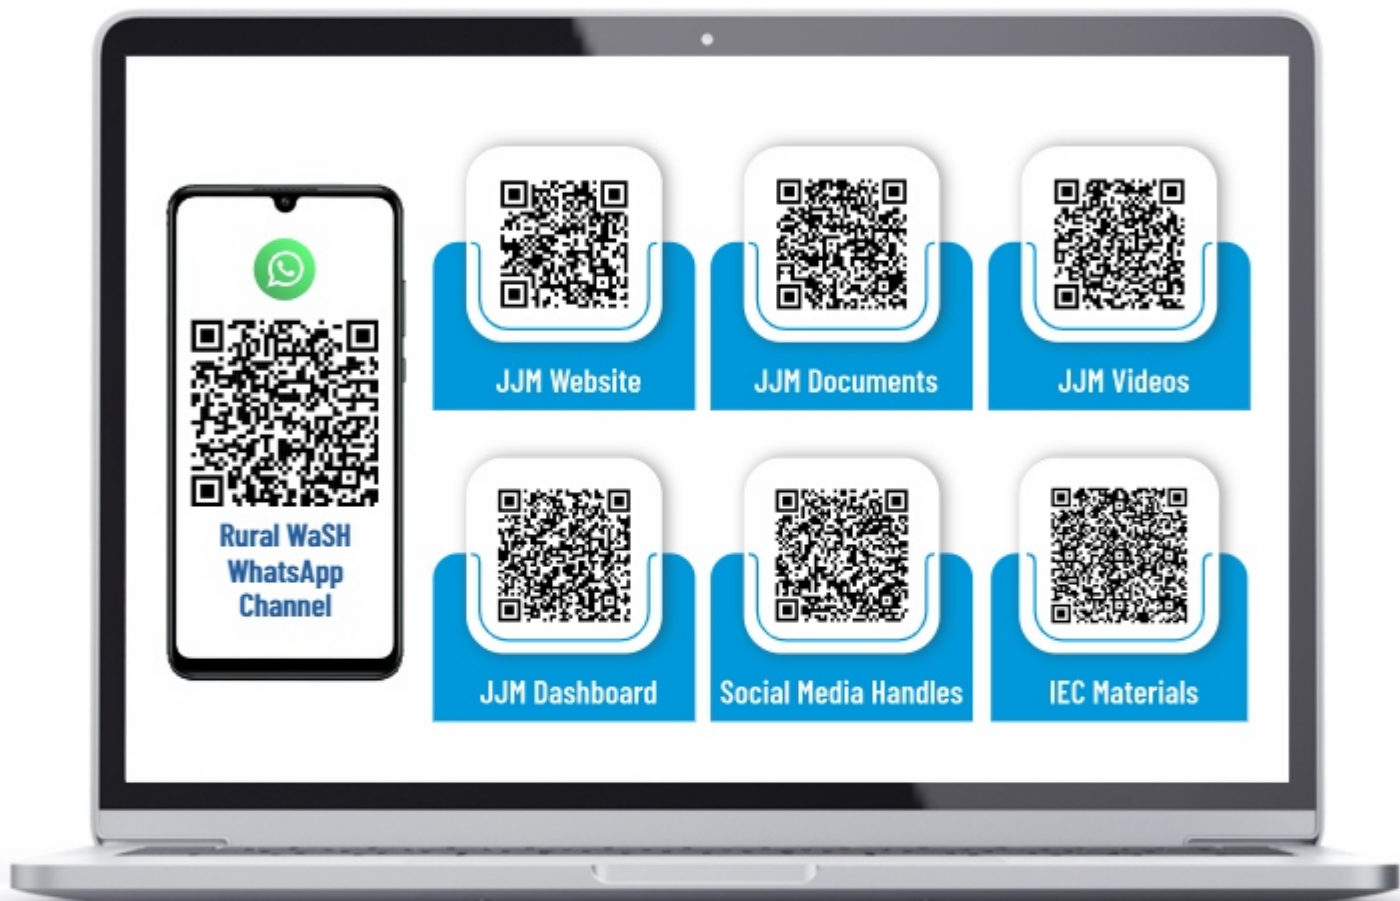 Rural WaSH
WhatsApp
Channel
JJM Website
JJM Documents
JJM Videos
JJM Dashboard
Social Media Handles
IEC Materials